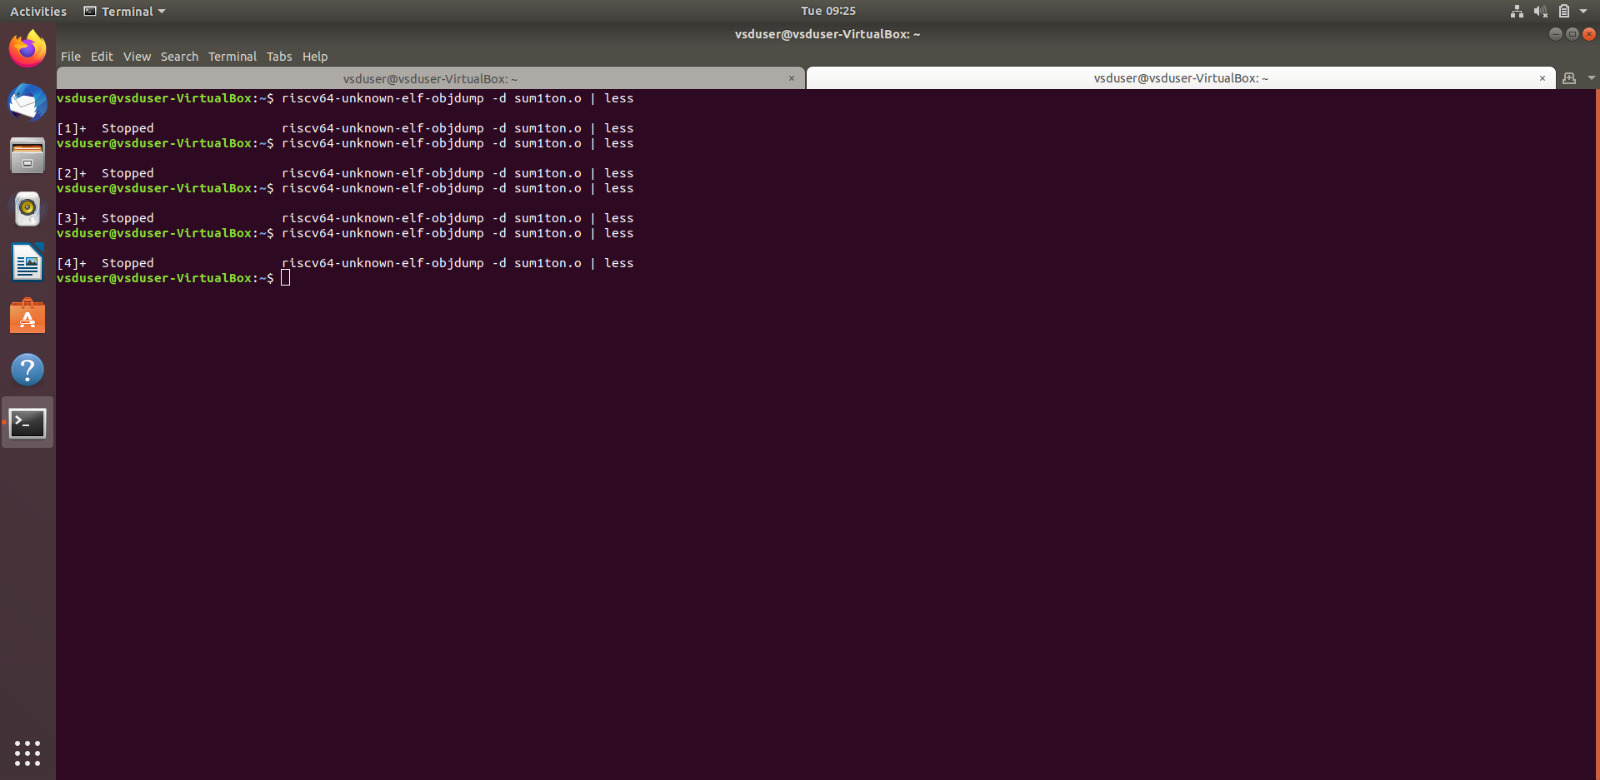 Activities Terminal Tue 09:25
vsduser@vsduser-VirtualBox: ~
File Edit View Search Terminal Tabs Help
vsduser@vsduser-VirtualBox: ~ × vsduser@vsduser-VirtualBox: ~ ×
vsduser@vsduser-VirtualBox:~$ riscv64-unknown-elf-objdump -d sum1ton.o | less
[1]+  Stopped                 riscv64-unknown-elf-objdump -d sum1ton.o | less
vsduser@vsduser-VirtualBox:~$ riscv64-unknown-elf-objdump -d sum1ton.o | less
[2]+  Stopped                 riscv64-unknown-elf-objdump -d sum1ton.o | less
vsduser@vsduser-VirtualBox:~$ riscv64-unknown-elf-objdump -d sum1ton.o | less
[3]+  Stopped                 riscv64-unknown-elf-objdump -d sum1ton.o | less
vsduser@vsduser-VirtualBox:~$ riscv64-unknown-elf-objdump -d sum1ton.o | less
[4]+  Stopped                 riscv64-unknown-elf-objdump -d sum1ton.o | less
vsduser@vsduser-VirtualBox:~$